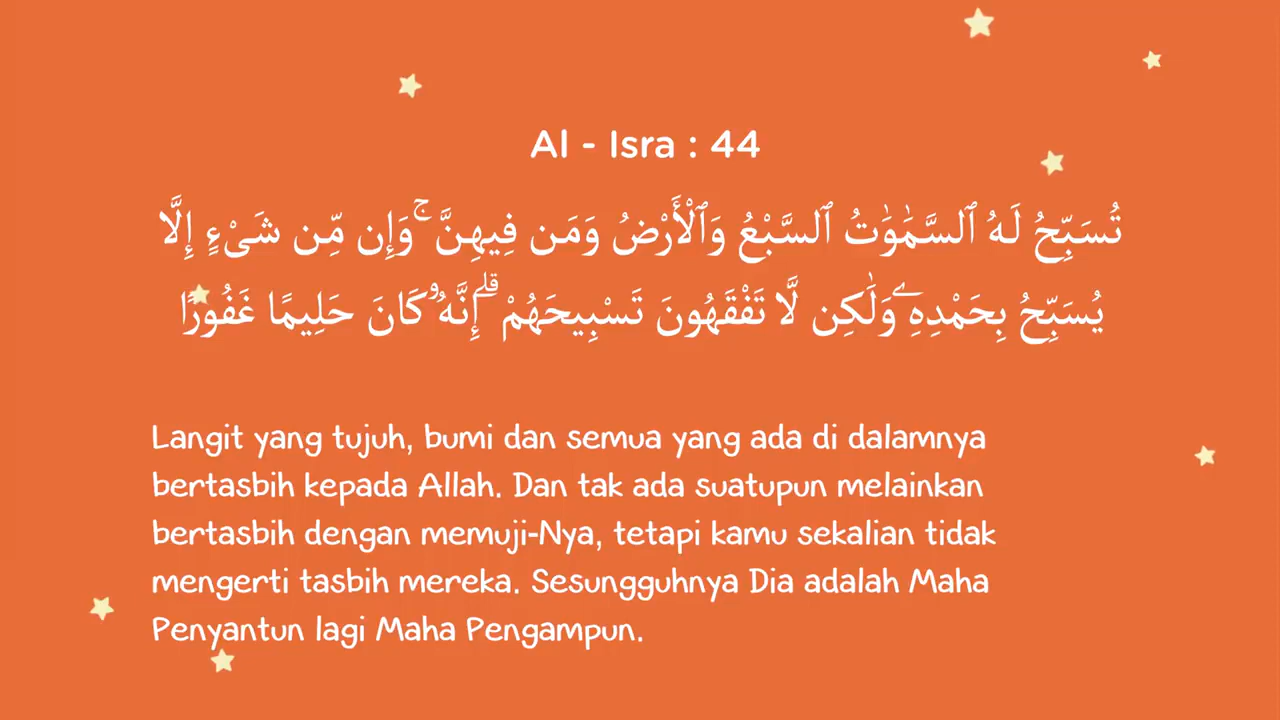 Al - Isra : 44
تُسَبِّحُ لَهُ ٱلسَّمَٰوَٰتُ ٱلسَّبْعُ وَٱلْأَرْضُ وَمَن فِيهِنَّ ۚ وَإِن مِّن شَىْءٍ إِلَّا
يُسَبِّحُ بِحَمْدِهِۦ وَلَٰكِن لَّا تَفْقَهُونَ تَسْبِيحَهُمْ ۗ إِنَّهُۥ كَانَ حَلِيمًا غَفُورًا
Langit yang tujuh, bumi dan semua yang ada di dalamnya
bertasbih kepada Allah. Dan tak ada suatupun melainkan
bertasbih dengan memuji-Nya, tetapi kamu sekalian tidak
mengerti tasbih mereka. Sesungguhnya Dia adalah Maha
Penyantun lagi Maha Pengampun.